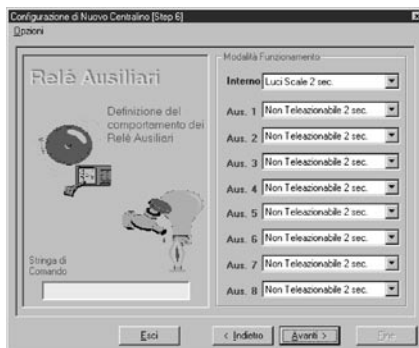 Configurazione di Nuovo Centralino [Step 6]
Opzioni
Relè Ausiliari
Definizione del
comportamento dei
Relè Ausiliari
Stringa di
Comando
Modalità Funzionamento
Interno Luci Scale 2 sec.
Aus. 1 Non Teleazionabile 2 sec.
Aus. 2 Non Teleazionabile 2 sec.
Aus. 3 Non Teleazionabile 2 sec.
Aus. 4 Non Teleazionabile 2 sec.
Aus. 5 Non Teleazionabile 2 sec.
Aus. 6 Non Teleazionabile 2 sec.
Aus. 7 Non Teleazionabile 2 sec.
Aus. 8 Non Teleazionabile 2 sec.
Esci < Indietro Avanti > Fine